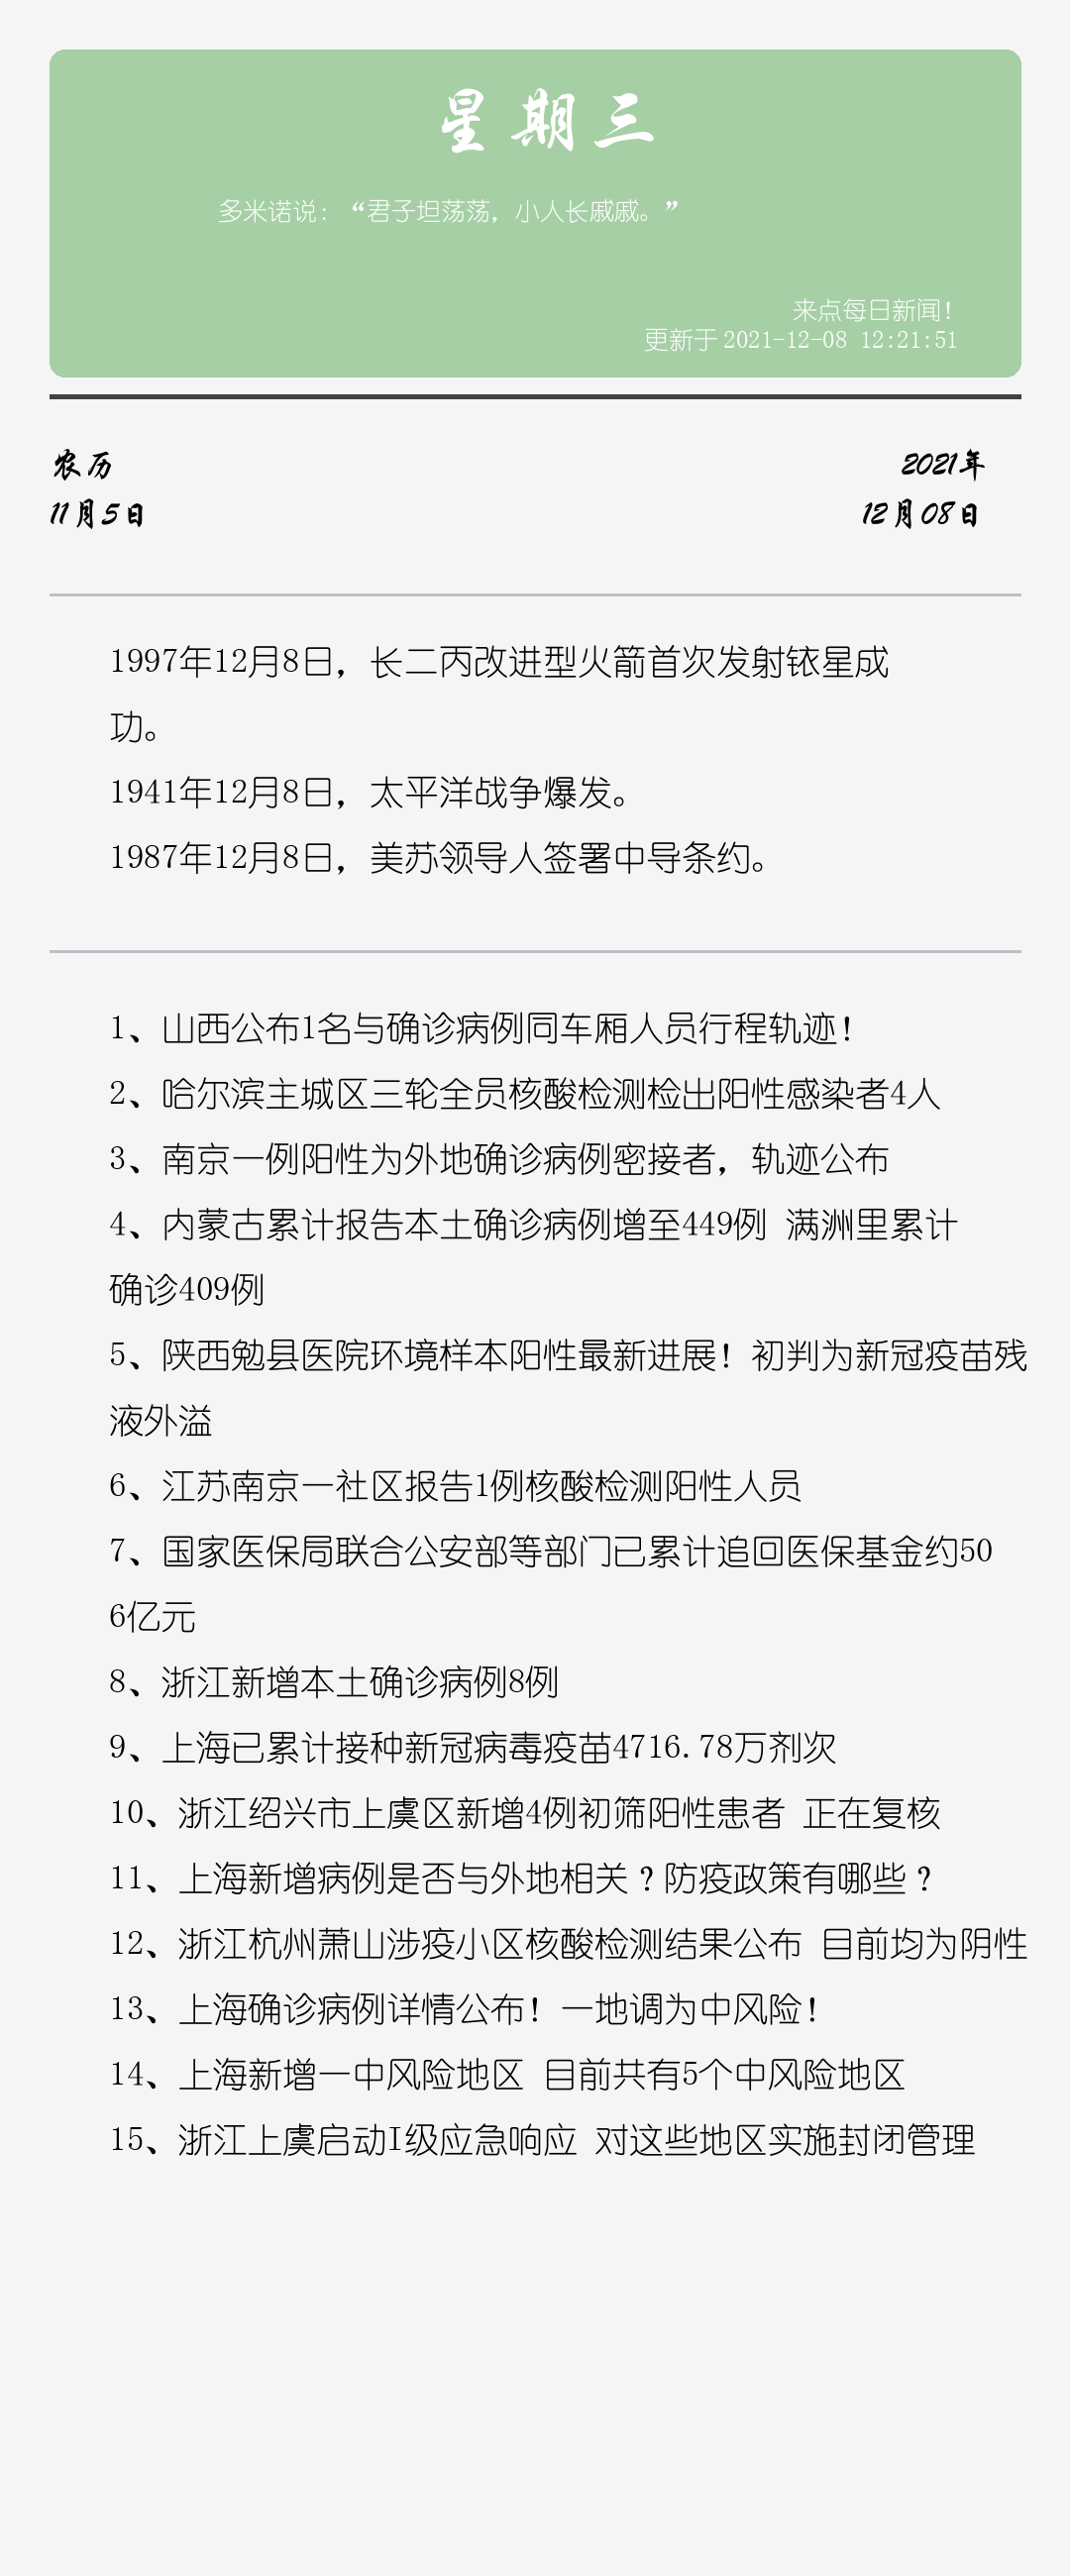 星期三
多米诺说：“君子坦荡荡，小人长戚戚。”
来点每日新闻！
更新于2021-12-08 12:21:51
农历
2021年
11月5日
12月08日
1997年12月8日，长二丙改进型火箭首次发射铱星成
功。
1941年12月8日，太平洋战争爆发。
1987年12月8日，美苏领导人签署中导条约。
1、山西公布1名与确诊病例同车厢人员行程轨迹！
2、哈尔滨主城区三轮全员核酸检测检出阳性感染者4人
3、南京一例阳性为外地确诊病例密接者，轨迹公布
4、内蒙古累计报告本土确诊病例增至449例 满洲里累计
确诊409例
5、陕西勉县医院环境样本阳性最新进展！初判为新冠疫苗残
液外溢
6、江苏南京一社区报告1例核酸检测阳性人员
7、国家医保局联合公安部等部门已累计追回医保基金约50
6亿元
8、浙江新增本土确诊病例8例
9、上海已累计接种新冠病毒疫苗4716.78万剂次
10、浙江绍兴市上虞区新增4例初筛阳性患者 正在复核
11、上海新增病例是否与外地相关？防疫政策有哪些？
12、浙江杭州萧山涉疫小区核酸检测结果公布 目前均为阴性
13、上海确诊病例详情公布！一地调为中风险！
14、上海新增一中风险地区 目前共有5个中风险地区
15、浙江上虞启动I级应急响应 对这些地区实施封闭管理